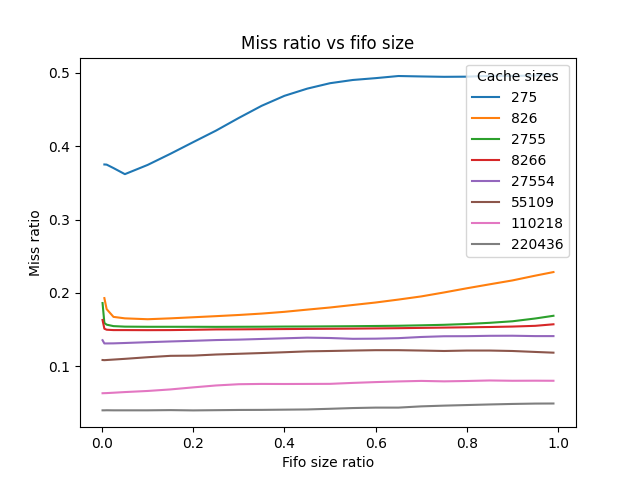 Miss ratio vs fifo size
Cache sizes
275
826
2755
8266
27554
55109
110218
220436
0.5
0.4
0.3
0.2
0.1
Miss ratio
0.0 0.2 0.4 0.6 0.8 1.0
Fifo size ratio